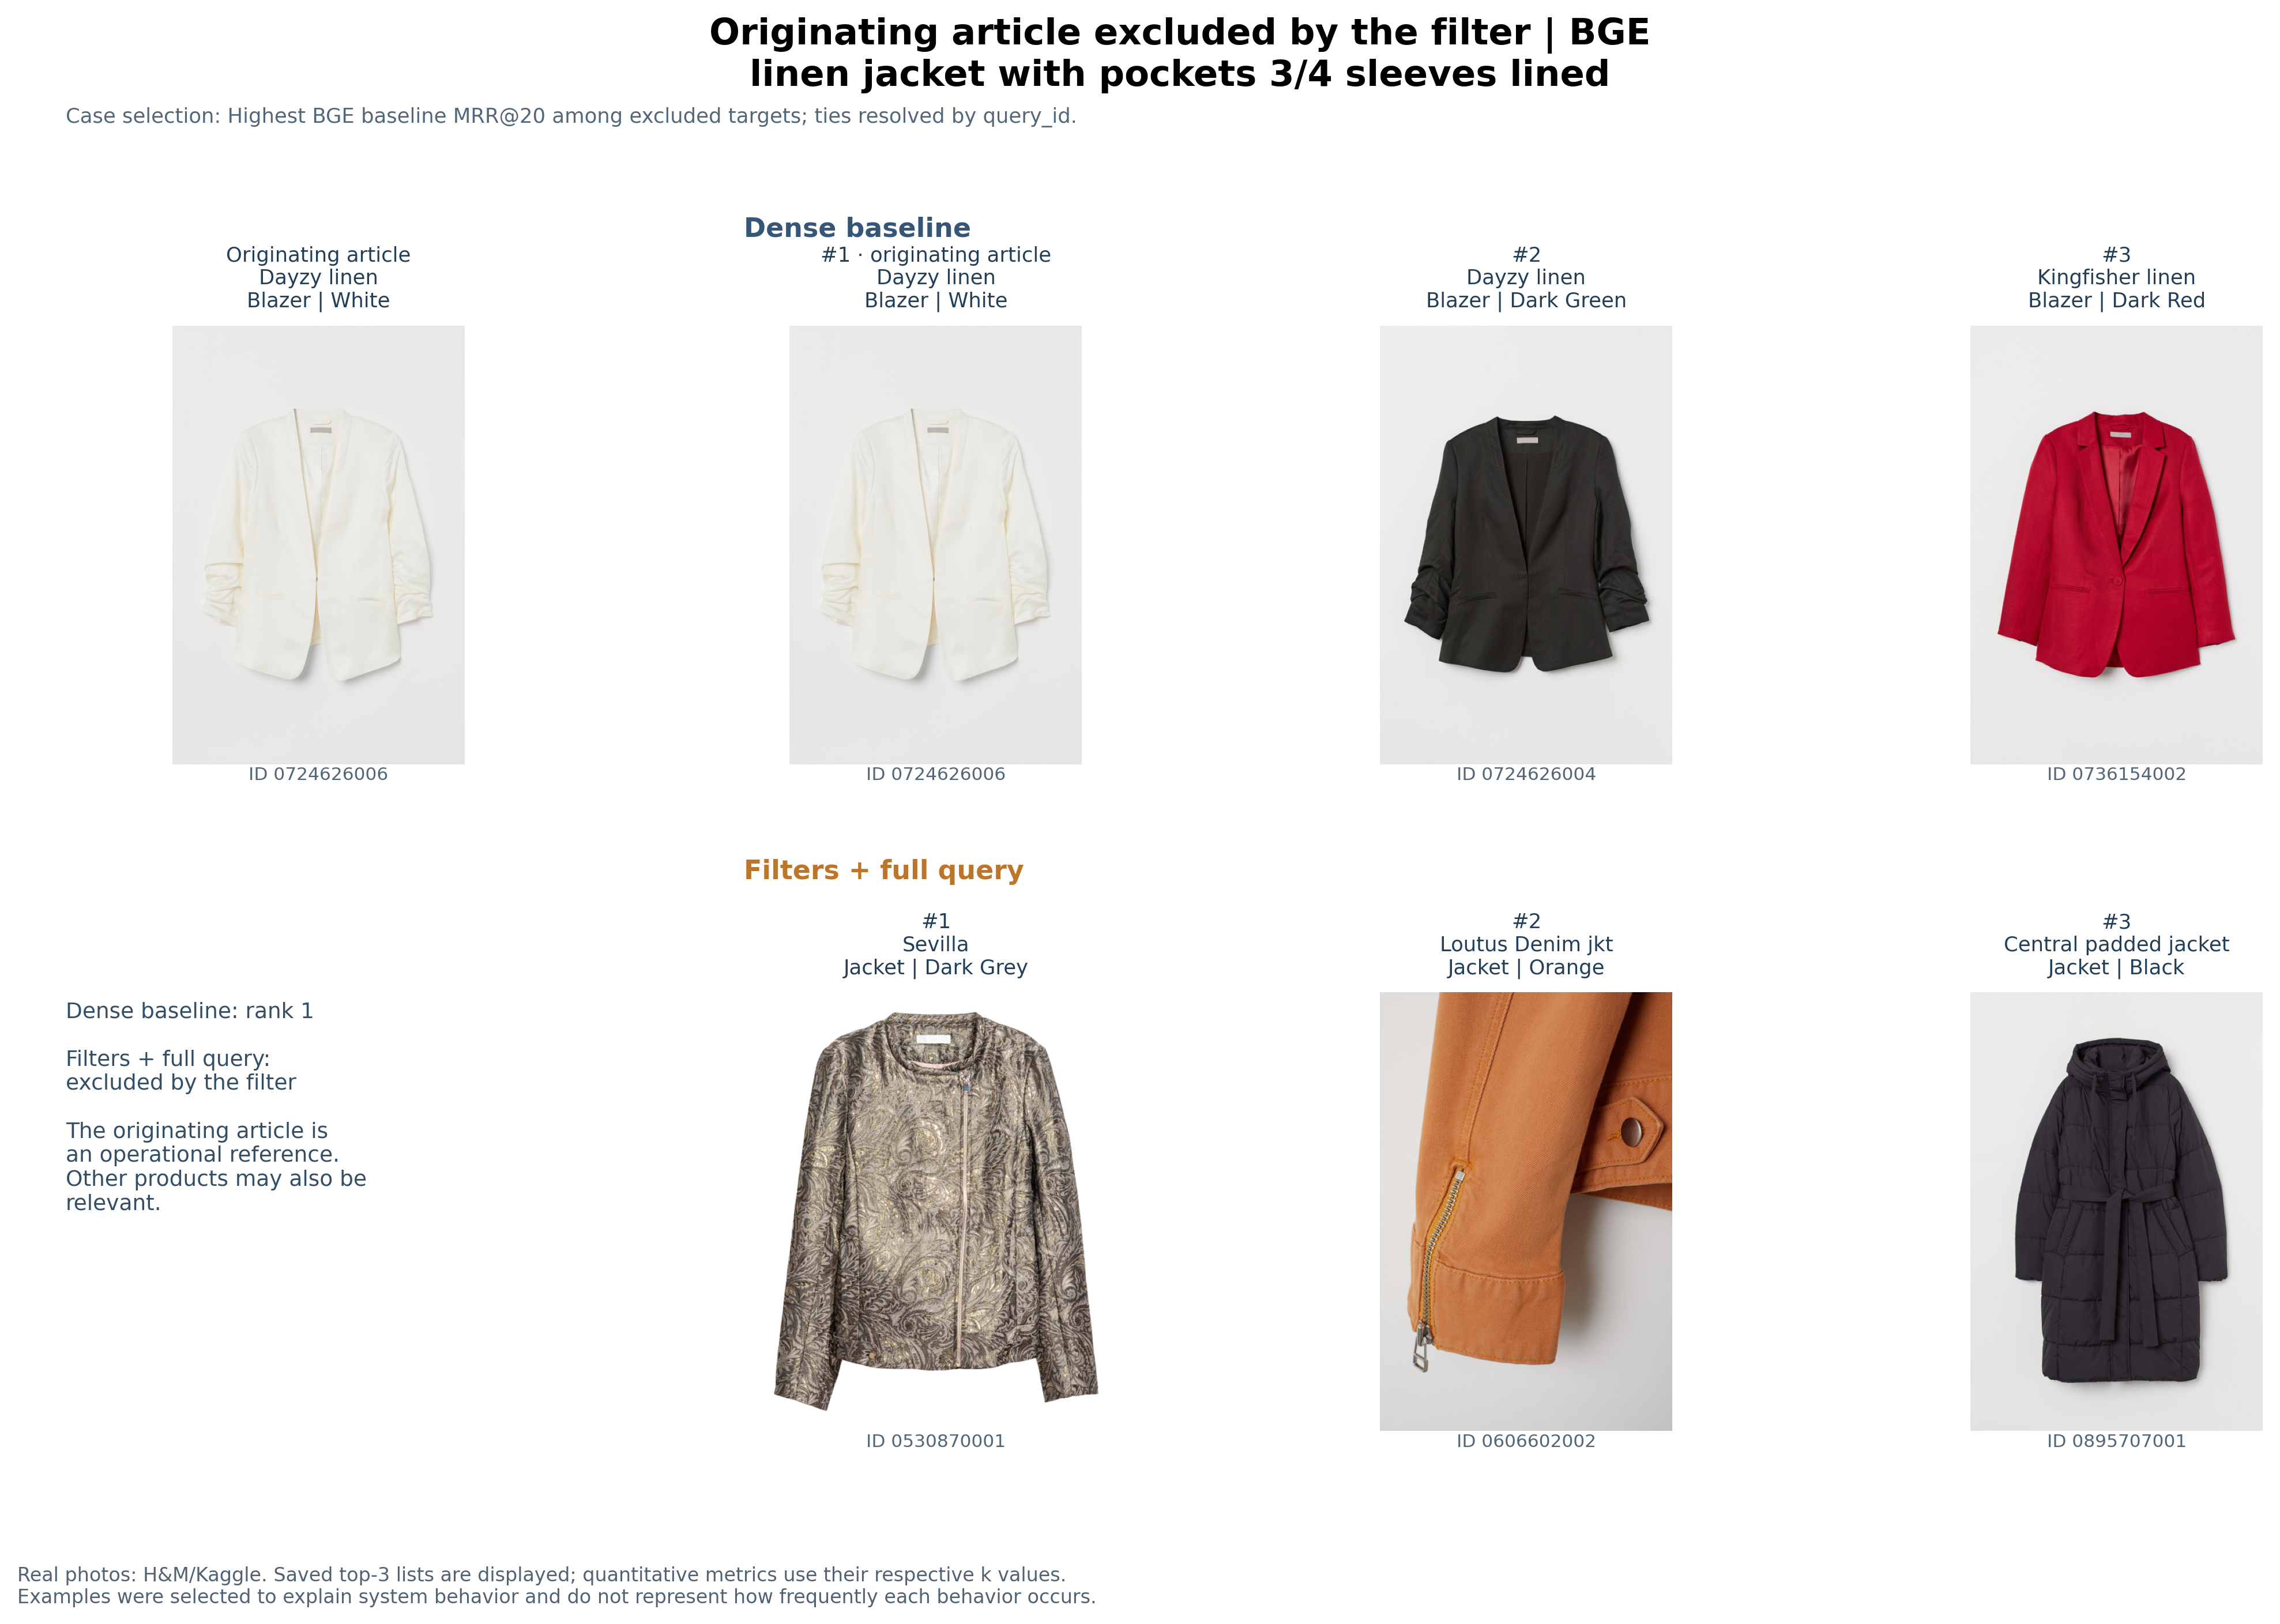 Originating article excluded by the filter | BGE
linen jacket with pockets 3/4 sleeves lined
Case selection: Highest BGE baseline MRR@20 among excluded targets; ties resolved by query_id.
Dense baseline
Originating article
Dayzy linen
Blazer | White
ID 0724626006
#1 · originating article
Dayzy linen
Blazer | White
ID 0724626006
#2
Dayzy linen
Blazer | Dark Green
ID 0724626004
#3
Kingfisher linen
Blazer | Dark Red
ID 0736154002
Filters + full query
Dense baseline: rank 1
Filters + full query:
excluded by the filter
The originating article is
an operational reference.
Other products may also be
relevant.
#1
Sevilla
Jacket | Dark Grey
ID 0530870001
#2
Loutus Denim jkt
Jacket | Orange
ID 0606602002
#3
Central padded jacket
Jacket | Black
ID 0895707001
Real photos: H&M/Kaggle. Saved top-3 lists are displayed; quantitative metrics use their respective k values.
Examples were selected to explain system behavior and do not represent how frequently each behavior occurs.